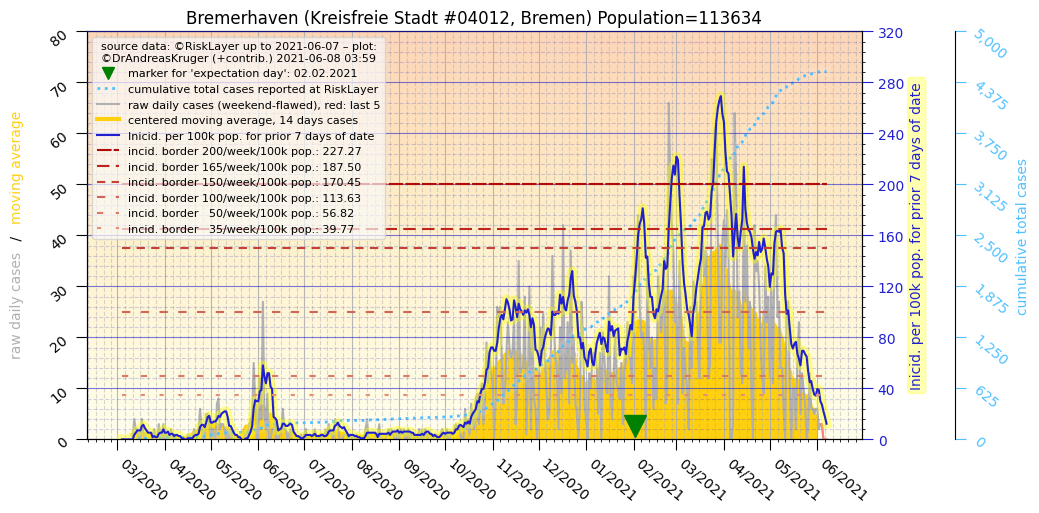 Bremerhaven (Kreisfreie Stadt #04012, Bremen) Population=113634
source data: ©RiskLayer up to 2021-06-07 – plot:
©DrAndreasKruger (+contrib.) 2021-06-08 03:59
marker for 'expectation day': 02.02.2021
cumulative total cases reported at RiskLayer
raw daily cases (weekend-flawed), red: last 5
centered moving average, 14 days cases
Inicid. per 100k pop. for prior 7 days of date
incid. border 200/week/100k pop.: 227.27
incid. border 165/week/100k pop.: 187.50
incid. border 150/week/100k pop.: 170.45
incid. border 100/week/100k pop.: 113.63
incid. border 50/week/100k pop.: 56.82
incid. border 35/week/100k pop.: 39.77
raw daily cases / moving average
80
70
60
50
40
30
20
10
0
320
280
240
200
160
120
80
40
0
Inicid. per 100k pop. for prior 7 days of date
5,000
4,375
3,750
3,125
2,500
1,875
1,250
625
0
cumulative total cases
03/2020
04/2020
05/2020
06/2020
07/2020
08/2020
09/2020
10/2020
11/2020
12/2020
01/2021
02/2021
03/2021
04/2021
05/2021
06/2021